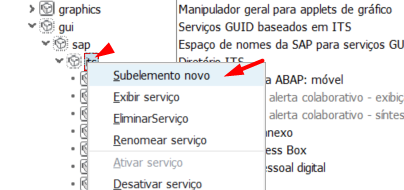 graphics Manipulador geral para applets de gráfico
gui Serviços GUID baseados em ITS
sap Espaço de nomes da SAP para serviços GU
its Diretório ITS
Subelemento novo
a ABAP: móvel
Exibir serviço
alerta colaborativo - exibiç
EliminarServiço
alerta colaborativo - síntes
Renomear serviço
nexo
ess Box
Ativar serviço
ssoal digital
Desativar serviço